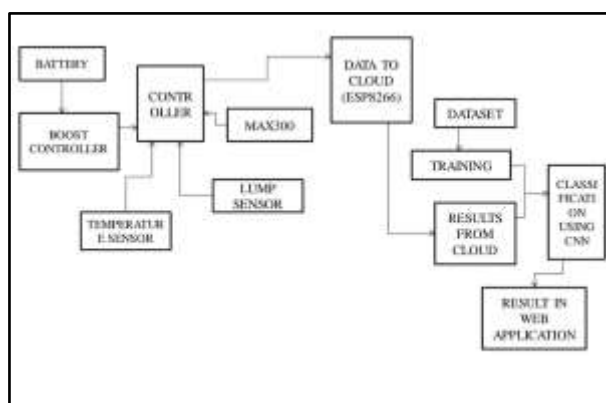 BATTERY
BOOST
CONTROLLER
CONTR
OLLER
MAX300
LUMP
SENSOR
TEMPERATUR
E SENSOR
DATA TO
CLOUD
(ESP8266)
DATASET
TRAINING
RESULTS
FROM
CLOUD
CLASSI
FICATI
ON
USING
CNN
RESULT IN
WEB
APPLICATION